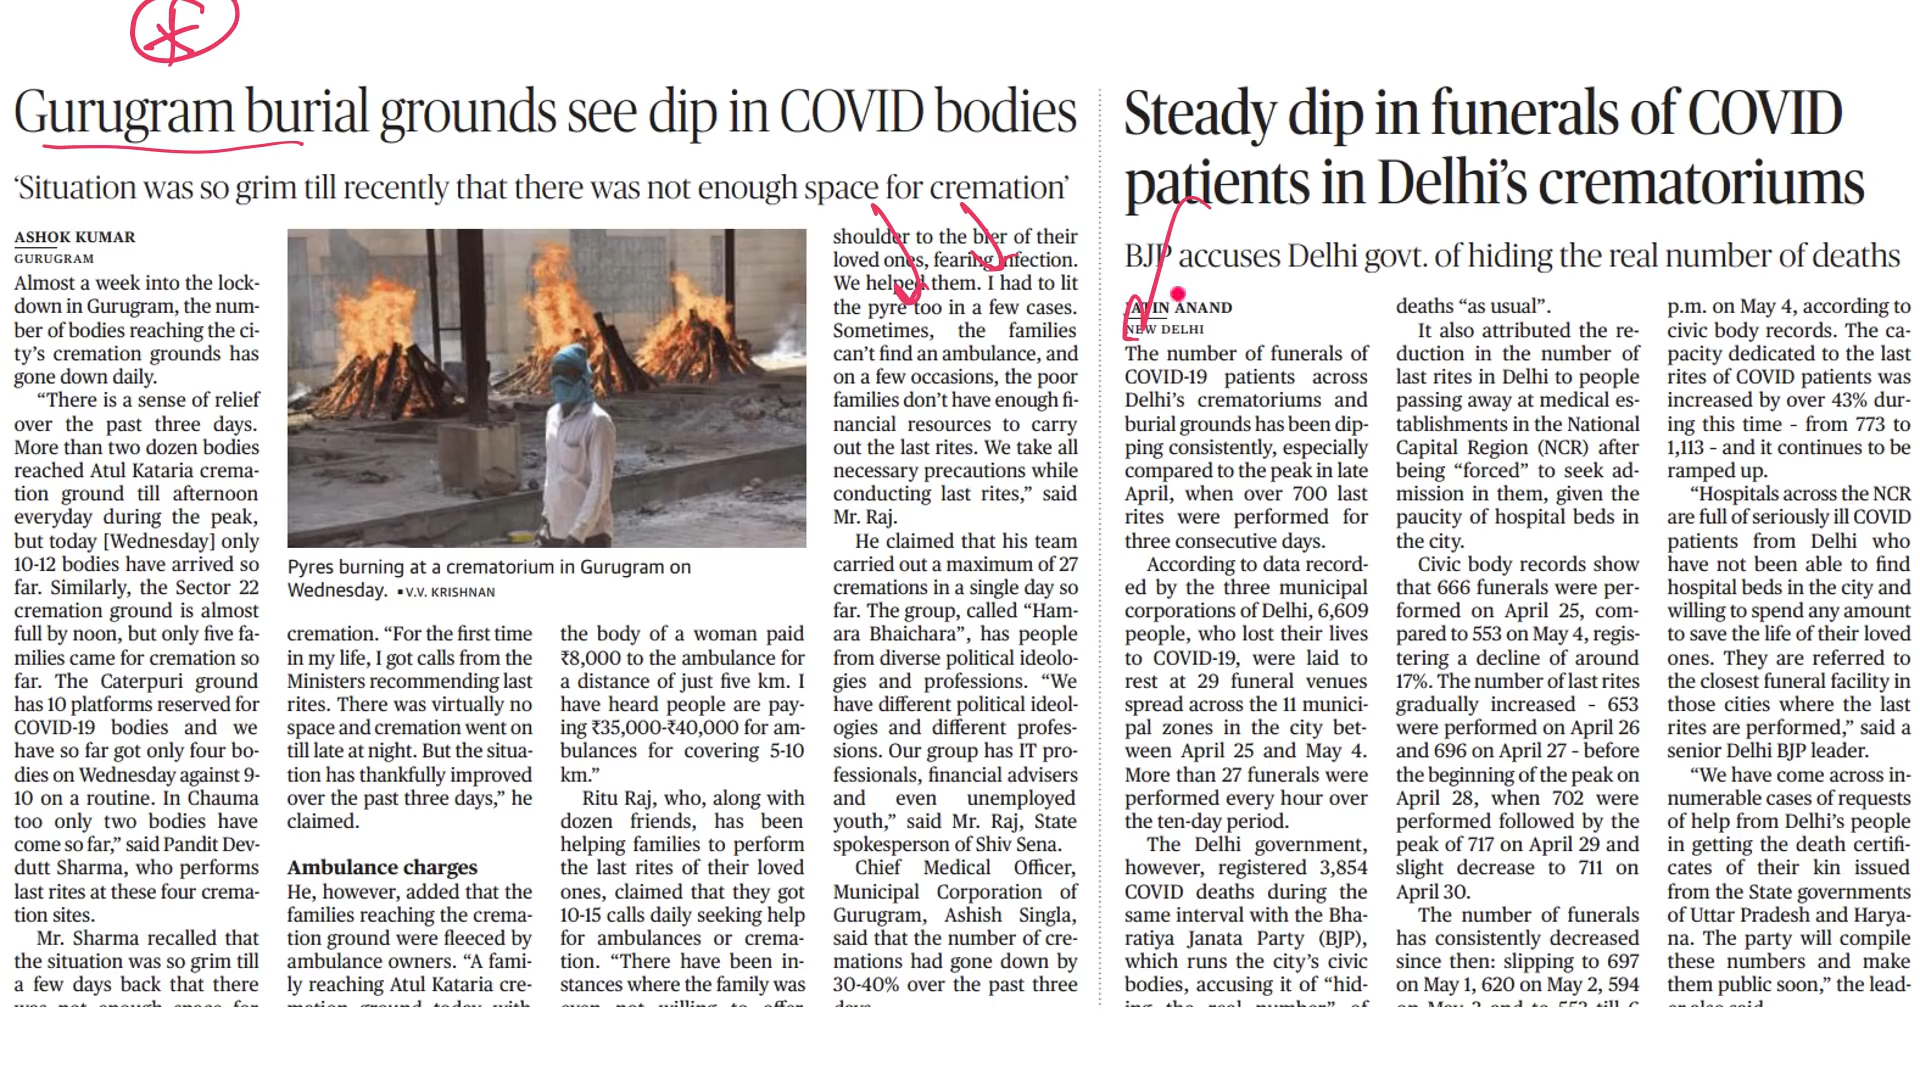 Gurugram burial grounds see dip in COVID bodies
‘Situation was so grim till recently that there was not enough space for cremation’
ASHOK KUMAR
GURUGRAM
Almost a week into the lock-
down in Gurugram, the num-
ber of bodies reaching the ci-
ty’s cremation grounds has
gone down daily.
“There is a sense of relief
over the past three days.
More than two dozen bodies
reached Atul Kataria crema-
tion ground till afternoon
everyday during the peak,
but today [Wednesday] only
10-12 bodies have arrived so
far. Similarly, the Sector 22
cremation ground is almost
full by noon, but only five fa-
milies came for cremation so
far. The Caterpuri ground
has 10 platforms reserved for
COVID-19 bodies and we
have so far got only four bo-
dies on Wednesday against 9-
10 on a routine. In Chauma
too only two bodies have
come so far,” said Pandit Dev-
dutt Sharma, who performs
last rites at these four crema-
tion sites.
Mr. Sharma recalled that
the situation was so grim till
a few days back that there
was not enough space for
Pyres burning at a crematorium in Gurugram on
Wednesday. ▪V.V. KRISHNAN
cremation. “For the first time
in my life, I got calls from the
Ministers recommending last
rites. There was virtually no
space and cremation went on
till late at night. But the situa-
tion has thankfully improved
over the past three days,” he
claimed.
Ambulance charges
He, however, added that the
families reaching the crema-
tion ground were fleeced by
ambulance owners. “A fami-
ly reaching Atul Kataria cre-
mation ground today with
the body of a woman paid
₹8,000 to the ambulance for
a distance of just five km. I
have heard people are pay-
ing ₹35,000-₹40,000 for am-
bulances for covering 5-10
km.”
Ritu Raj, who, along with
dozen friends, has been
helping families to perform
the last rites of their loved
ones, claimed that they got
10-15 calls daily seeking help
for ambulances or crema-
tion. “There have been in-
stances where the family was
even not willing to offer
shoulder to the bier of their
loved ones, fearing infection.
We helped them. I had to lit
the pyre too in a few cases.
Sometimes, the families
can’t find an ambulance, and
on a few occasions, the poor
families don’t have enough fi-
nancial resources to carry
out the last rites. We take all
necessary precautions while
conducting last rites,” said
Mr. Raj.
He claimed that his team
carried out a maximum of 27
cremations in a single day so
far. The group, called “Ham-
ara Bhaichara”, has people
from diverse political ideolo-
gies and professions. “We
have different political ideol-
ogies and different profes-
sions. Our group has IT pro-
fessionals, financial advisers
and even unemployed
youth,” said Mr. Raj, State
spokesperson of Shiv Sena.
Chief Medical Officer,
Municipal Corporation of
Gurugram, Ashish Singla,
said that the number of cre-
mations had gone down by
30-40% over the past three
days.
Steady dip in funerals of COVID
patients in Delhi’s crematoriums
BJP accuses Delhi govt. of hiding the real number of deaths
JATIN ANAND
NEW DELHI
The number of funerals of
COVID-19 patients across
Delhi’s crematoriums and
burial grounds has been dip-
ping consistently, especially
compared to the peak in late
April, when over 700 last
rites were performed for
three consecutive days.
According to data record-
ed by the three municipal
corporations of Delhi, 6,609
people, who lost their lives
to COVID-19, were laid to
rest at 29 funeral venues
spread across the 11 munici-
pal zones in the city bet-
ween April 25 and May 4.
More than 27 funerals were
performed every hour over
the ten-day period.
The Delhi government,
however, registered 3,854
COVID deaths during the
same interval with the Bha-
ratiya Janata Party (BJP),
which runs the city’s civic
bodies, accusing it of “hid-
ing the real number” of
deaths “as usual”.
It also attributed the re-
duction in the number of
last rites in Delhi to people
passing away at medical es-
tablishments in the National
Capital Region (NCR) after
being “forced” to seek ad-
mission in them, given the
paucity of hospital beds in
the city.
Civic body records show
that 666 funerals were per-
formed on April 25, com-
pared to 553 on May 4, regis-
tering a decline of around
17%. The number of last rites
gradually increased - 653
were performed on April 26
and 696 on April 27 - before
the beginning of the peak on
April 28, when 702 were
performed followed by the
peak of 717 on April 29 and
slight decrease to 711 on
April 30.
The number of funerals
has consistently decreased
since then: slipping to 697
on May 1, 620 on May 2, 594
on May 3 and to 553 till 6
p.m. on May 4, according to
civic body records. The ca-
pacity dedicated to the last
rites of COVID patients was
increased by over 43% dur-
ing this time - from 773 to
1,113 - and it continues to be
ramped up.
“Hospitals across the NCR
are full of seriously ill COVID
patients from Delhi who
have not been able to find
hospital beds in the city and
willing to spend any amount
to save the life of their loved
ones. They are referred to
the closest funeral facility in
those cities where the last
rites are performed,” said a
senior Delhi BJP leader.
“We have come across in-
numerable cases of requests
of help from Delhi’s people
in getting the death certifi-
cates of their kin issued
from the State governments
of Uttar Pradesh and Harya-
na. The party will compile
these numbers and make
them public soon,” the lead-
er also said.